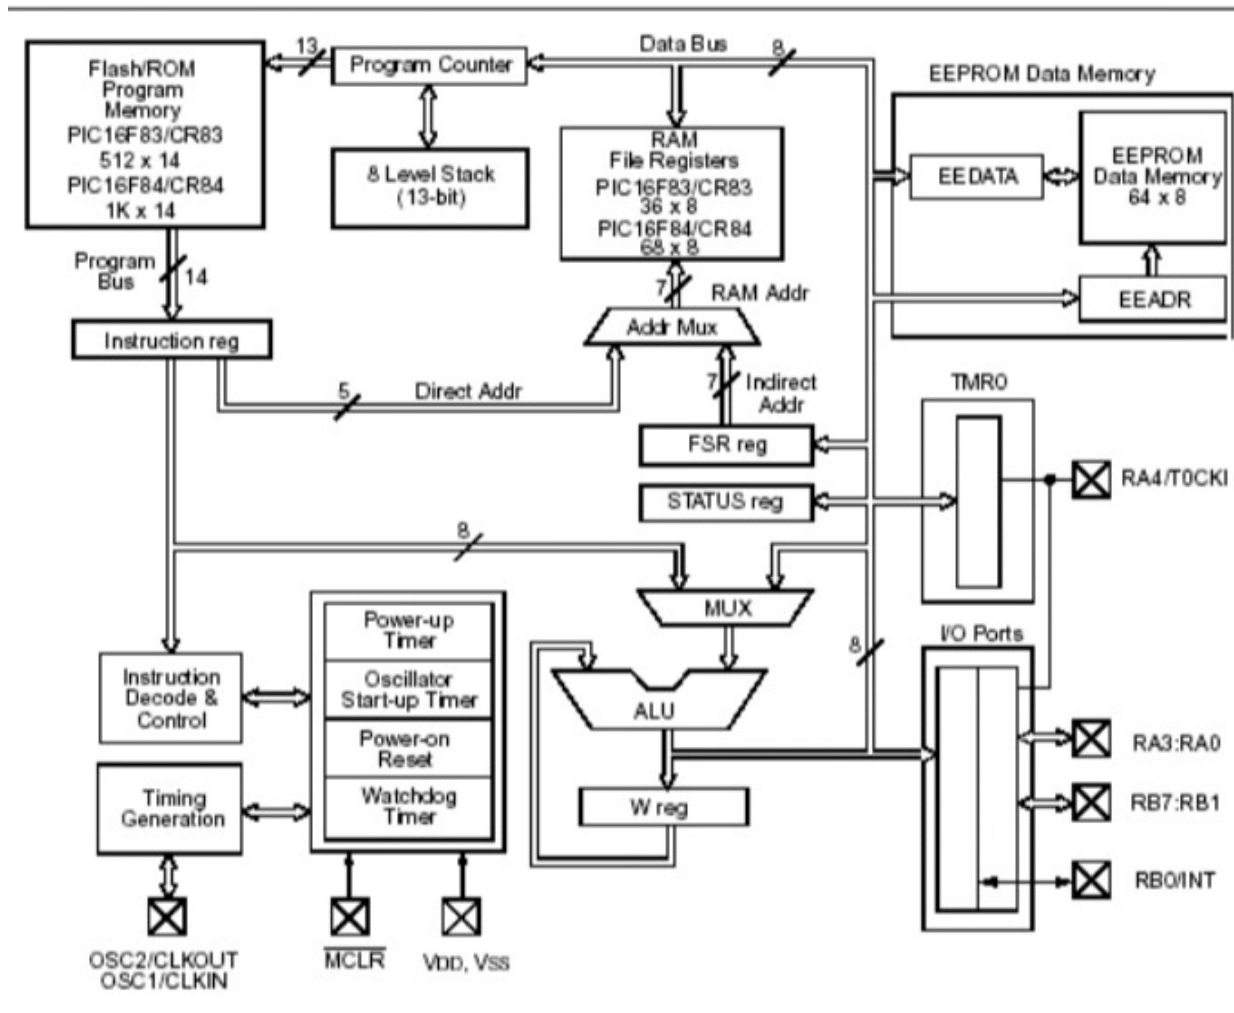 13
Data Bus
8
Program Counter
Flash/ROM
Program
Memory
PIC16F83/CR83
512 x 14
PIC16F84/CR84
1K x 14
8 Level Stack
(13-bit)
RAM
File Registers
PIC16F83/CR83
36 x 8
PIC16F84/CR84
68 x 8
EEPROM Data Memory
EEDATA
EEPROM
Data Memory
64 x 8
EEADR
Program
Bus
14
7
RAM Addr
Addr Mux
Instruction reg
5
Direct Addr
7
Indirect
Addr
FSR reg
STATUS reg
TMR0
RA4/T0CKI
8
MUX
8
I/O Ports
Power-up
Timer
Oscillator
Start-up Timer
Power-on
Reset
Watchdog
Timer
Instruction
Decode &
Control
Timing
Generation
ALU
W reg
RA3:RA0
RB7:RB1
RB0/INT
OSC2/CLKOUT
OSC1/CLKIN
MCLR
VDD, VSS